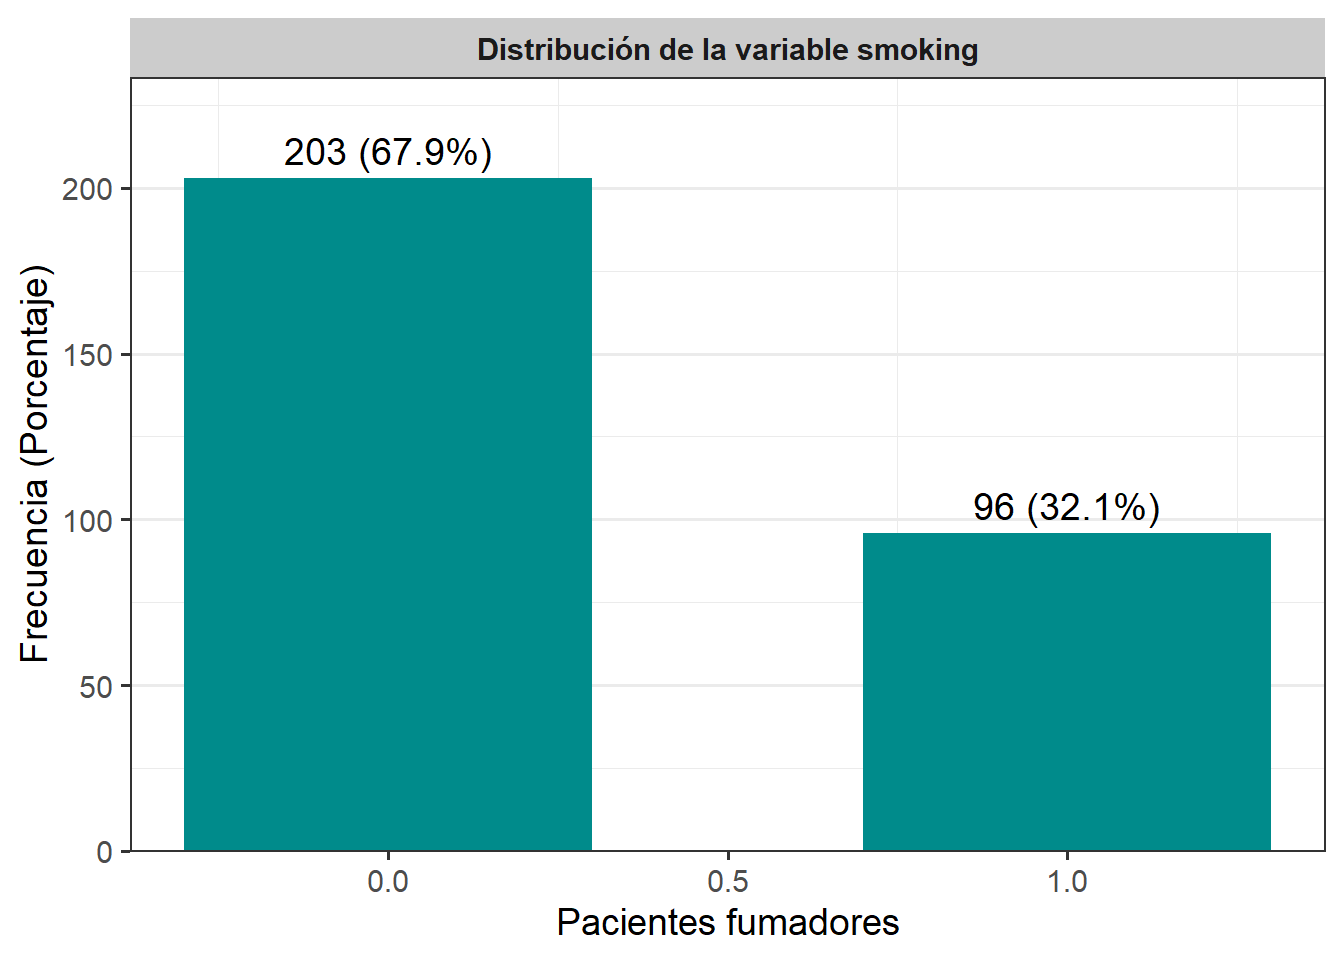 Distribución de la variable smoking
203 (67.9%)
96 (32.1%)
200
150
100
50
0
Frecuencia (Porcentaje)
0.0 0.5 1.0
Pacientes fumadores